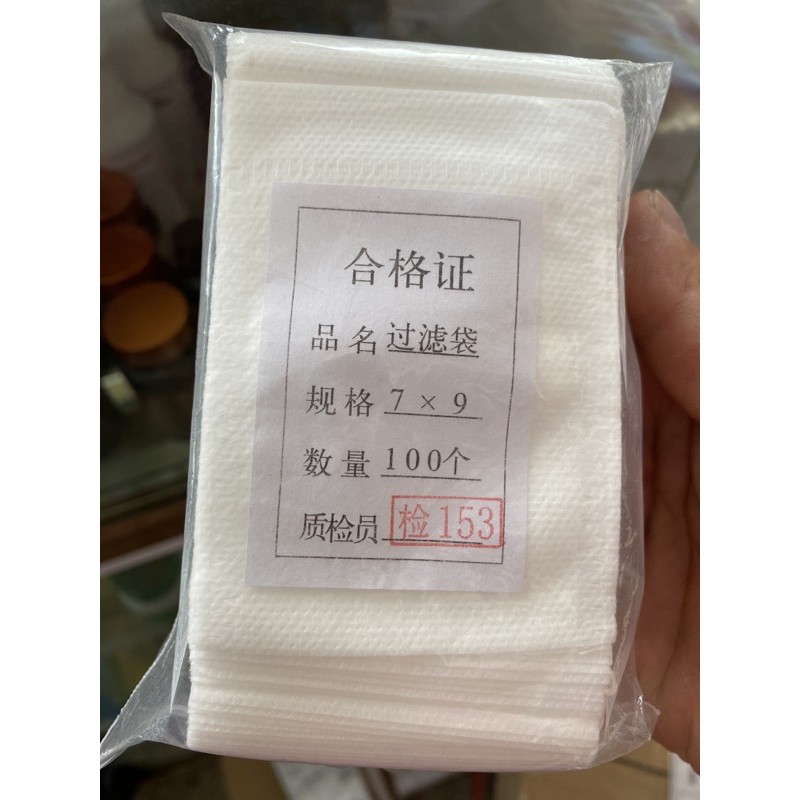 合格证
品名 过滤袋
规格 7×9
数量 100个
质检员 检153